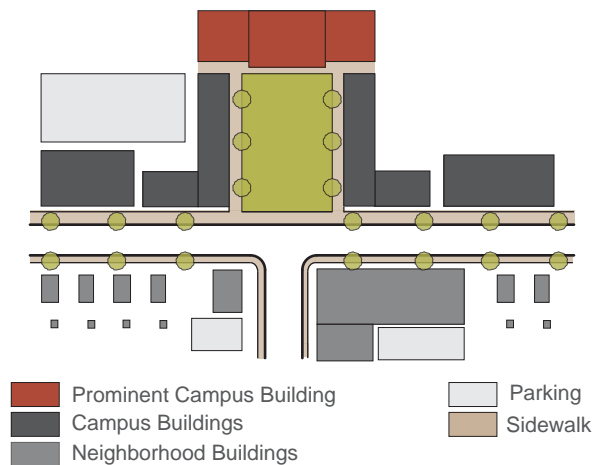 Prominent Campus Building
Campus Buildings
Neighborhood Buildings
Parking
Sidewalk